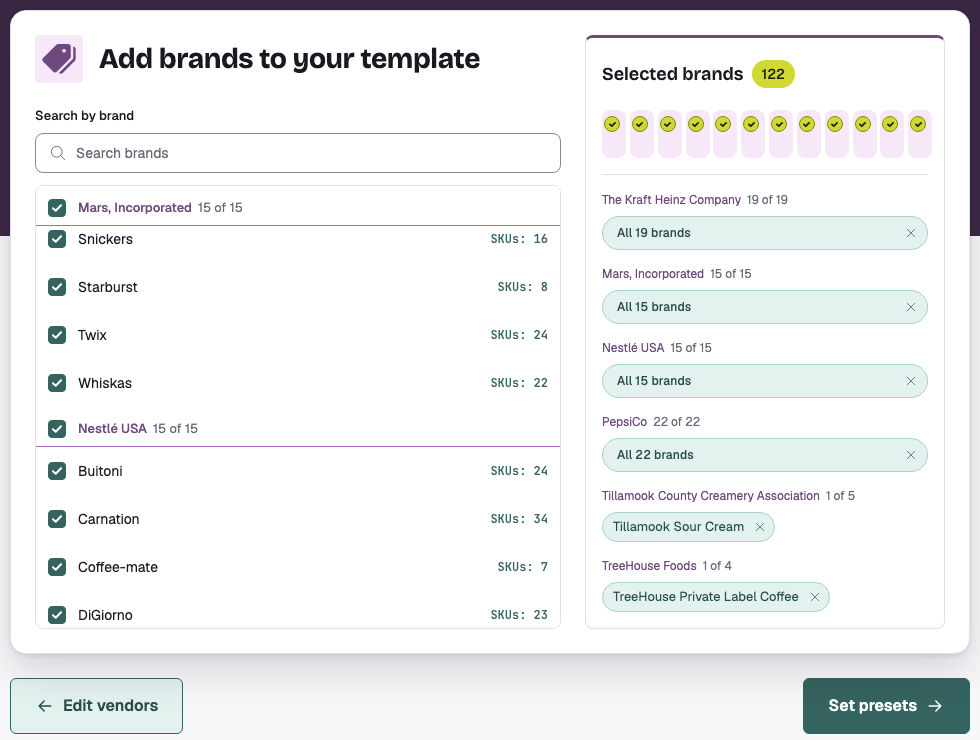 Add brands to your template
Search by brand
Search brands
Mars, Incorporated 15 of 15
Snickers SKUs: 16
Starburst SKUs: 8
Twix SKUs: 24
Whiskas SKUs: 22
Nestlé USA 15 of 15
Buitoni SKUs: 24
Carnation SKUs: 34
Coffee-mate SKUs: 7
DiGiorno SKUs: 23
Selected brands 122
The Kraft Heinz Company 19 of 19
All 19 brands
Mars, Incorporated 15 of 15
All 15 brands
Nestlé USA 15 of 15
All 15 brands
PepsiCo 22 of 22
All 22 brands
Tillamook County Creamery Association 1 of 5
Tillamook Sour Cream
TreeHouse Foods 1 of 4
TreeHouse Private Label Coffee
Edit vendors
Set presets